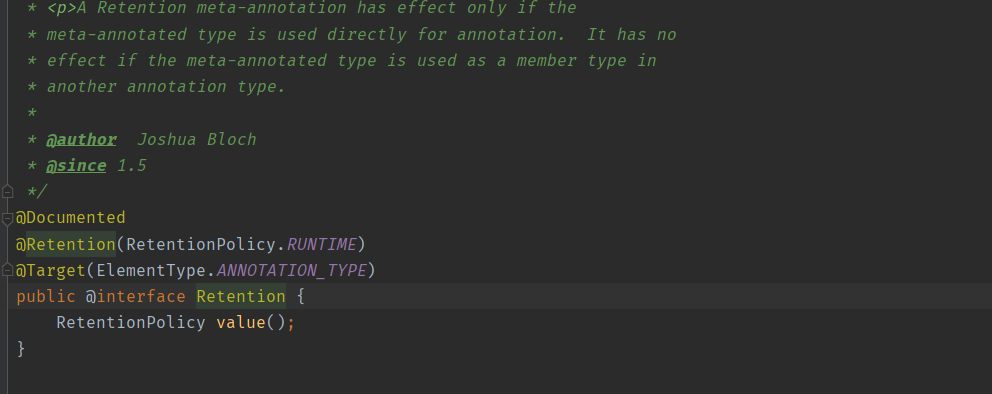 * <p>A Retention meta-annotation has effect only if the
* meta-annotated type is used directly for annotation.  It has no
* effect if the meta-annotated type is used as a member type in
* another annotation type.
*
* @author  Joshua Bloch
* @since 1.5
*/
@Documented
@Retention(RetentionPolicy.RUNTIME)
@Target(ElementType.ANNOTATION_TYPE)
public @interface Retention {
    RetentionPolicy value();
}